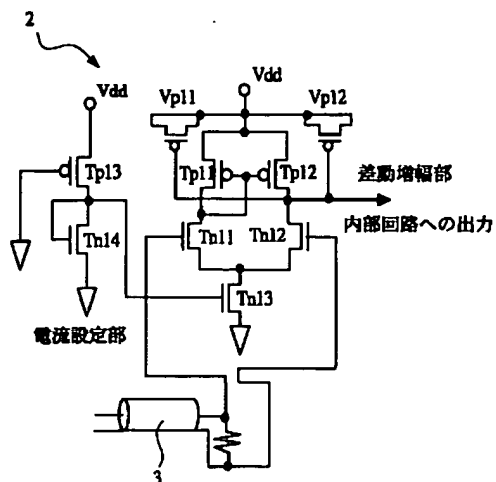 2
Vdd
Vp11
Vdd
Vp12
Tp13
Tp11
Tp12
差動増幅部
Tn14
Tn11
Tn12
内部回路への出力
Tn13
電流設定部
3